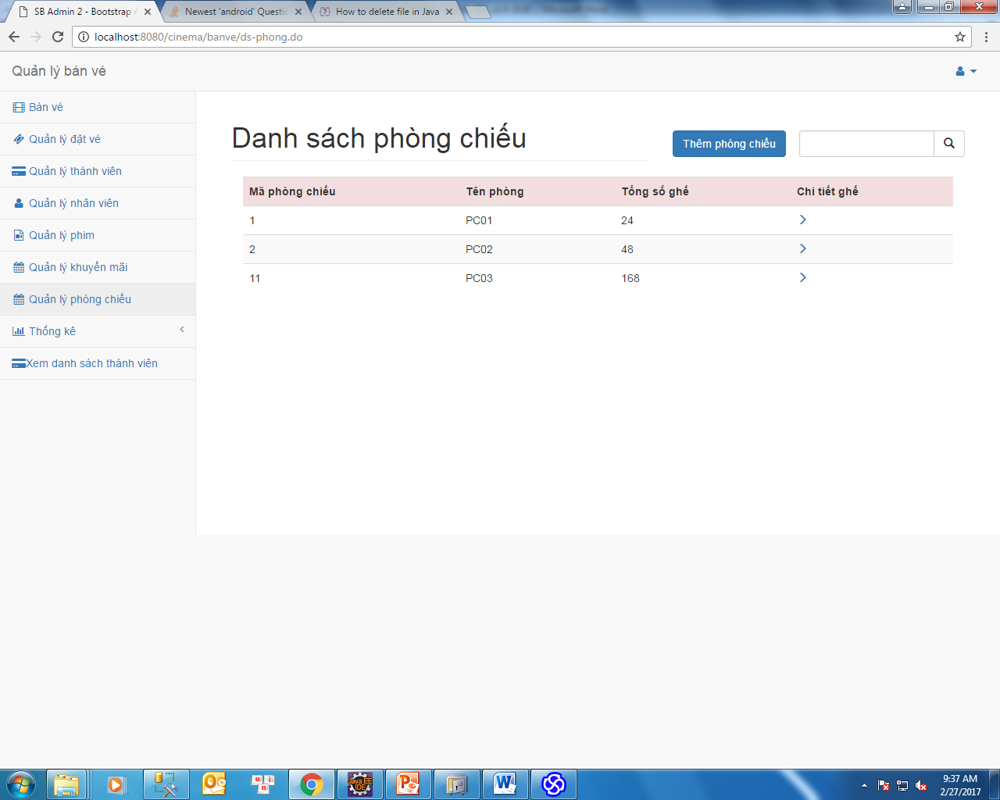 SB Admin 2 - Bootstrap A
Newest 'android' Questio
How to delete file in Java
localhost:8080/cinema/banve/ds-phong.do
Quản lý bán vé
Bán vé
Quản lý đặt vé
Quản lý thành viên
Quản lý nhân viên
Quản lý phim
Quản lý khuyến mãi
Quản lý phòng chiếu
Thống kê
Xem danh sách thành viên
Danh sách phòng chiếu
Thêm phòng chiếu
Mã phòng chiếu Tên phòng Tổng số ghế Chi tiết ghế
1 PC01 24
2 PC02 48
11 PC03 168
Java EE
IDE
9:37 AM
2/27/2017